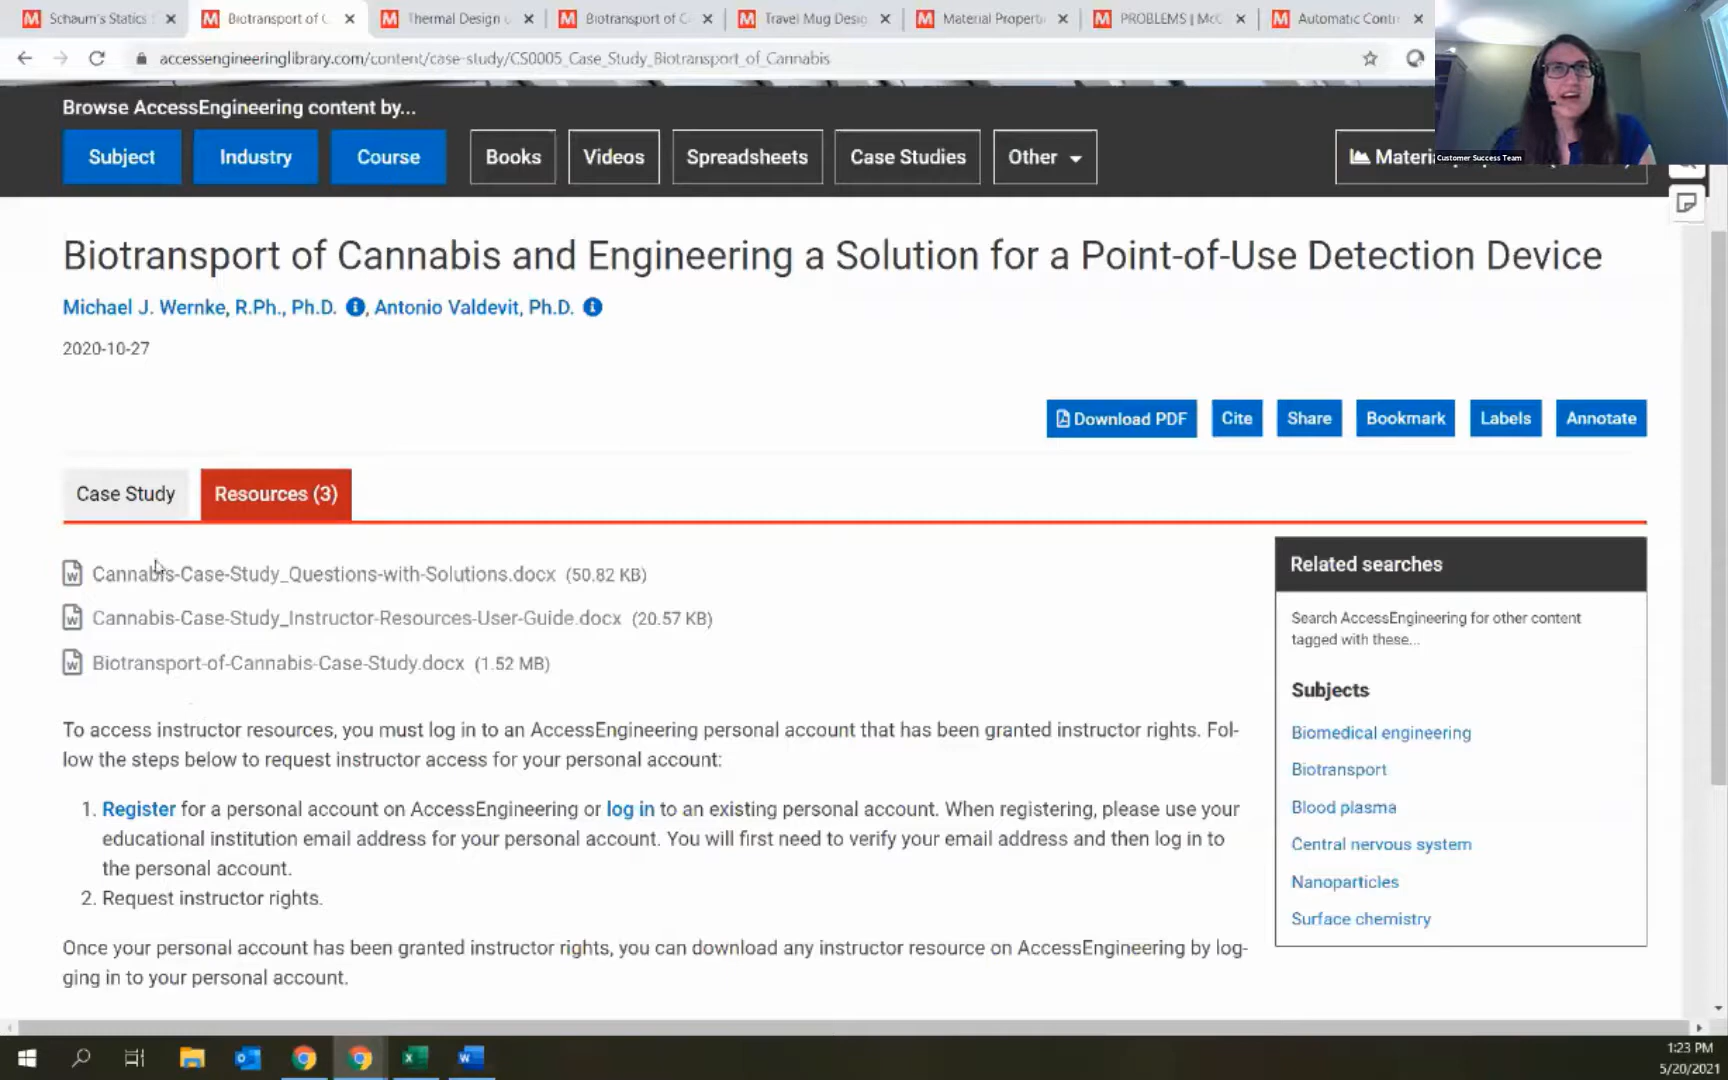 Schaum's Statics
Biotransport of C
Thermal Design
Biotransport of C
Travel Mug Desig
Material Properti
PROBLEMS | McG
Automatic Contr
accessengineeringlibrary.com/content/case-study/CS0005_Case_Study_Biotransport_of_Cannabis
Customer Success Team
Browse AccessEngineering content by...
Subject
Industry
Course
Books
Videos
Spreadsheets
Case Studies
Other
Biotransport of Cannabis and Engineering a Solution for a Point-of-Use Detection Device
Michael J. Wernke, R.Ph., Ph.D. , Antonio Valdevit, Ph.D.
2020-10-27
Download PDF
Cite
Share
Bookmark
Labels
Annotate
Case Study
Resources (3)
Cannabis-Case-Study_Questions-with-Solutions.docx (50.82 KB)
Cannabis-Case-Study_Instructor-Resources-User-Guide.docx (20.57 KB)
Biotransport-of-Cannabis-Case-Study.docx (1.52 MB)
To access instructor resources, you must log in to an AccessEngineering personal account that has been granted instructor rights. Fol-
low the steps below to request instructor access for your personal account:
1. Register for a personal account on AccessEngineering or log in to an existing personal account. When registering, please use your
educational institution email address for your personal account. You will first need to verify your email address and then log in to
the personal account.
2. Request instructor rights.
Once your personal account has been granted instructor rights, you can download any instructor resource on AccessEngineering by log-
ging in to your personal account.
Related searches
Search AccessEngineering for other content
tagged with these...
Subjects
Biomedical engineering
Biotransport
Blood plasma
Central nervous system
Nanoparticles
Surface chemistry
1:23 PM
5/20/2021